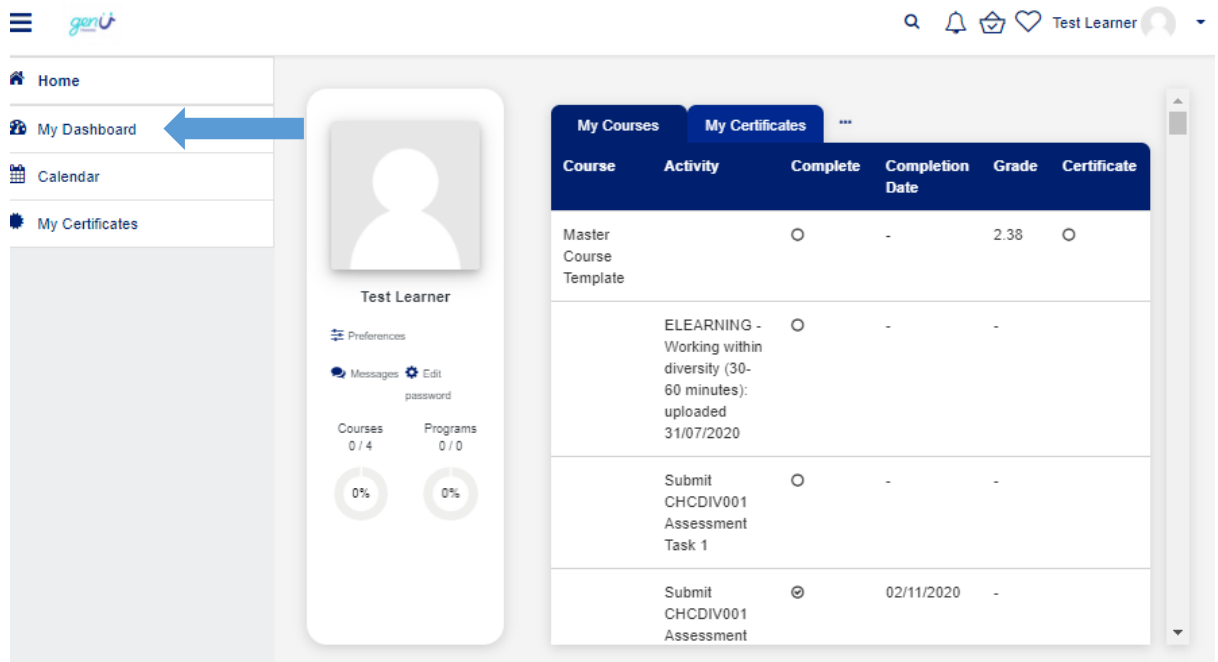 genU
Test Learner
Home
My Dashboard
Calendar
My Certificates
Test Learner
Preferences
Messages Edit
password
Courses Programs
0 / 4 0 / 0
0% 0%
My Courses My Certificates ...
Course Activity Complete Completion Grade Certificate
Date
Master - 2.38
Course
Template
ELEARNING - - -
Working within
diversity (30-
60 minutes):
uploaded
31/07/2020
Submit - -
CHCDIV001
Assessment
Task 1
Submit 02/11/2020 -
CHCDIV001
Assessment